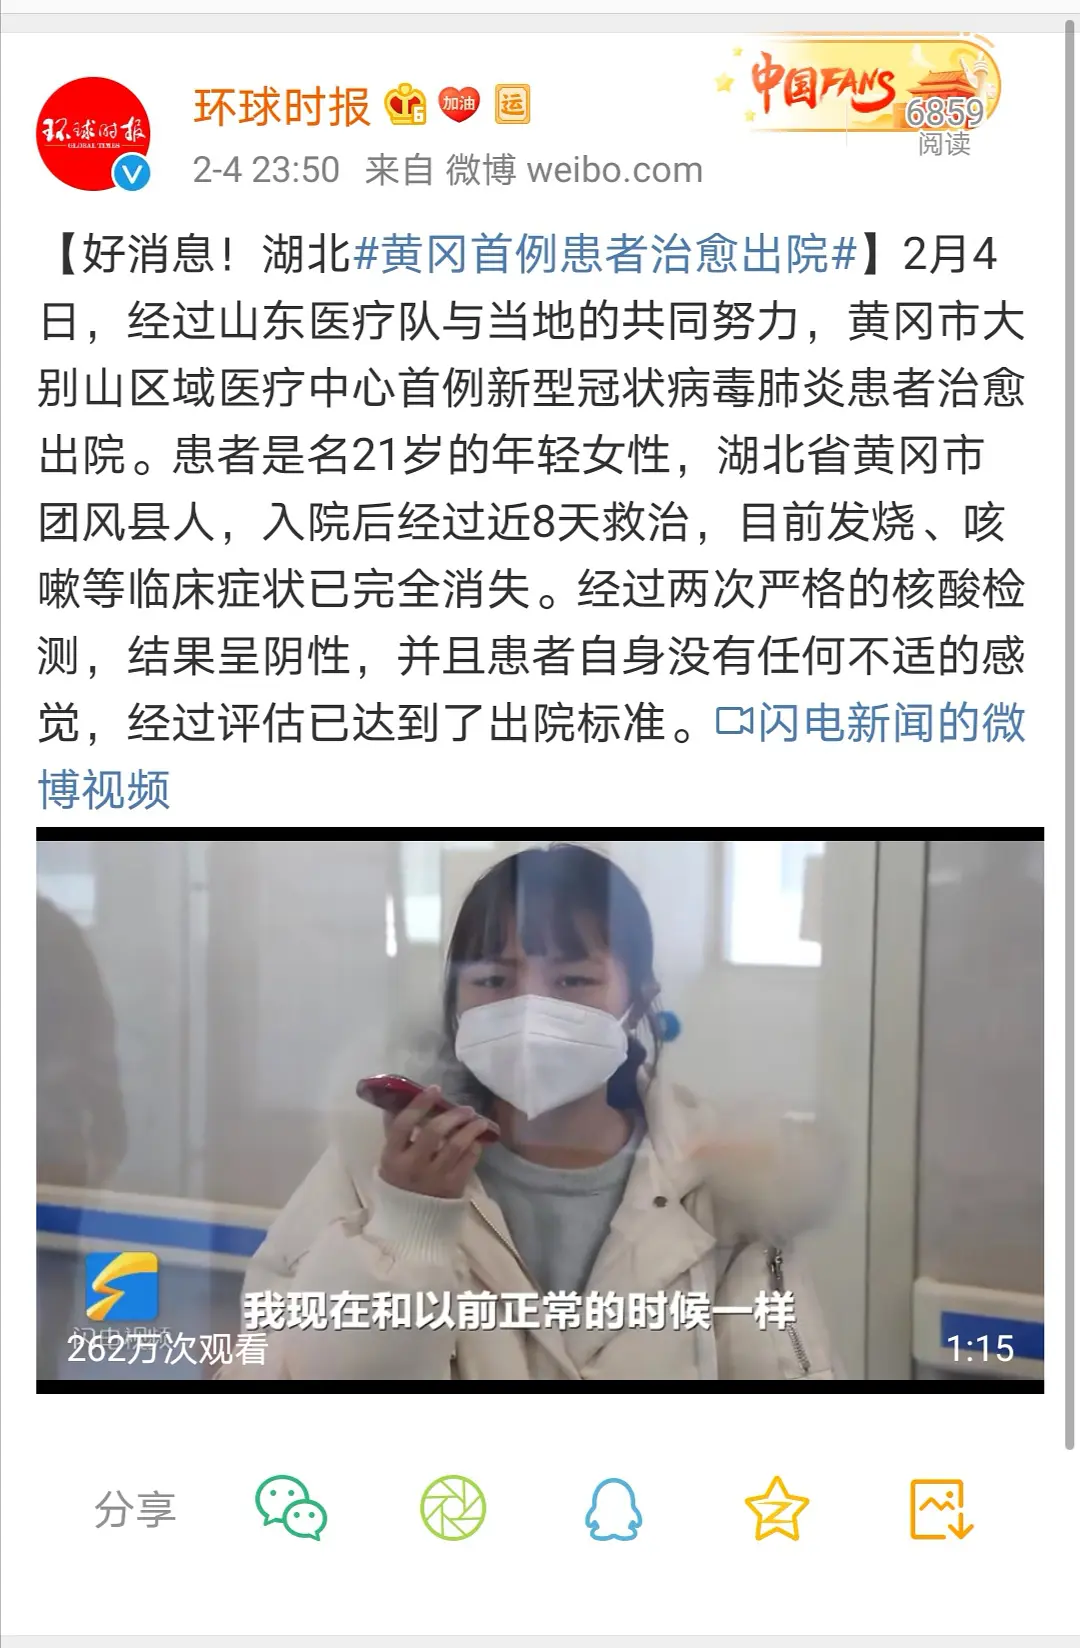 中国FANS
环球时报
GLOBAL TIMES
环球时报 加油 运
6859
阅读
2-4 23:50 来自 微博 weibo.com
【好消息！湖北#黄冈首例患者治愈出院#】2月4
日，经过山东医疗队与当地的共同努力，黄冈市大
别山区域医疗中心首例新型冠状病毒肺炎患者治愈
出院。患者是名21岁的年轻女性，湖北省黄冈市
团风县人，入院后经过近8天救治，目前发烧、咳
嗽等临床症状已完全消失。经过两次严格的核酸检
测，结果呈阴性，并且患者自身没有任何不适的感
觉，经过评估已达到了出院标准。闪电新闻的微
博视频
我现在和以前正常的时候一样
闪电视频
262万次观看
1:15
分享